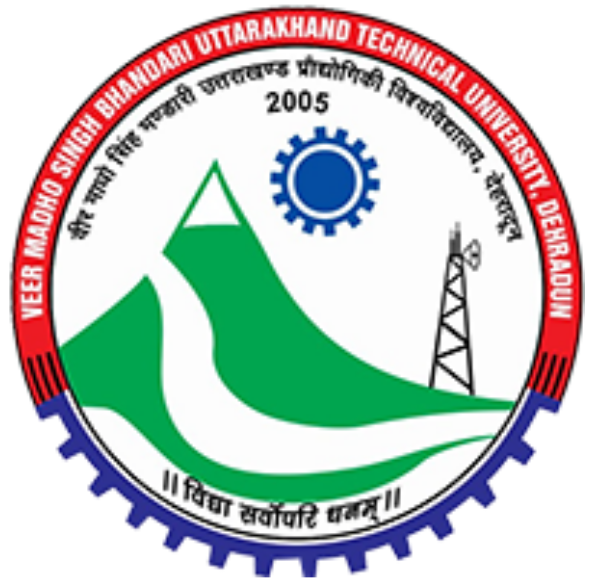 VEER MADHO SINGH BHANDARI UTTARAKHAND TECHNICAL UNIVERSITY, DEHRADUN
वीर माधो सिंह भण्डारी उत्तराखण्ड प्रौद्योगिकी विश्वविद्यालय, देहरादून
2005
|| विद्या सर्वोपरि धनम् ||